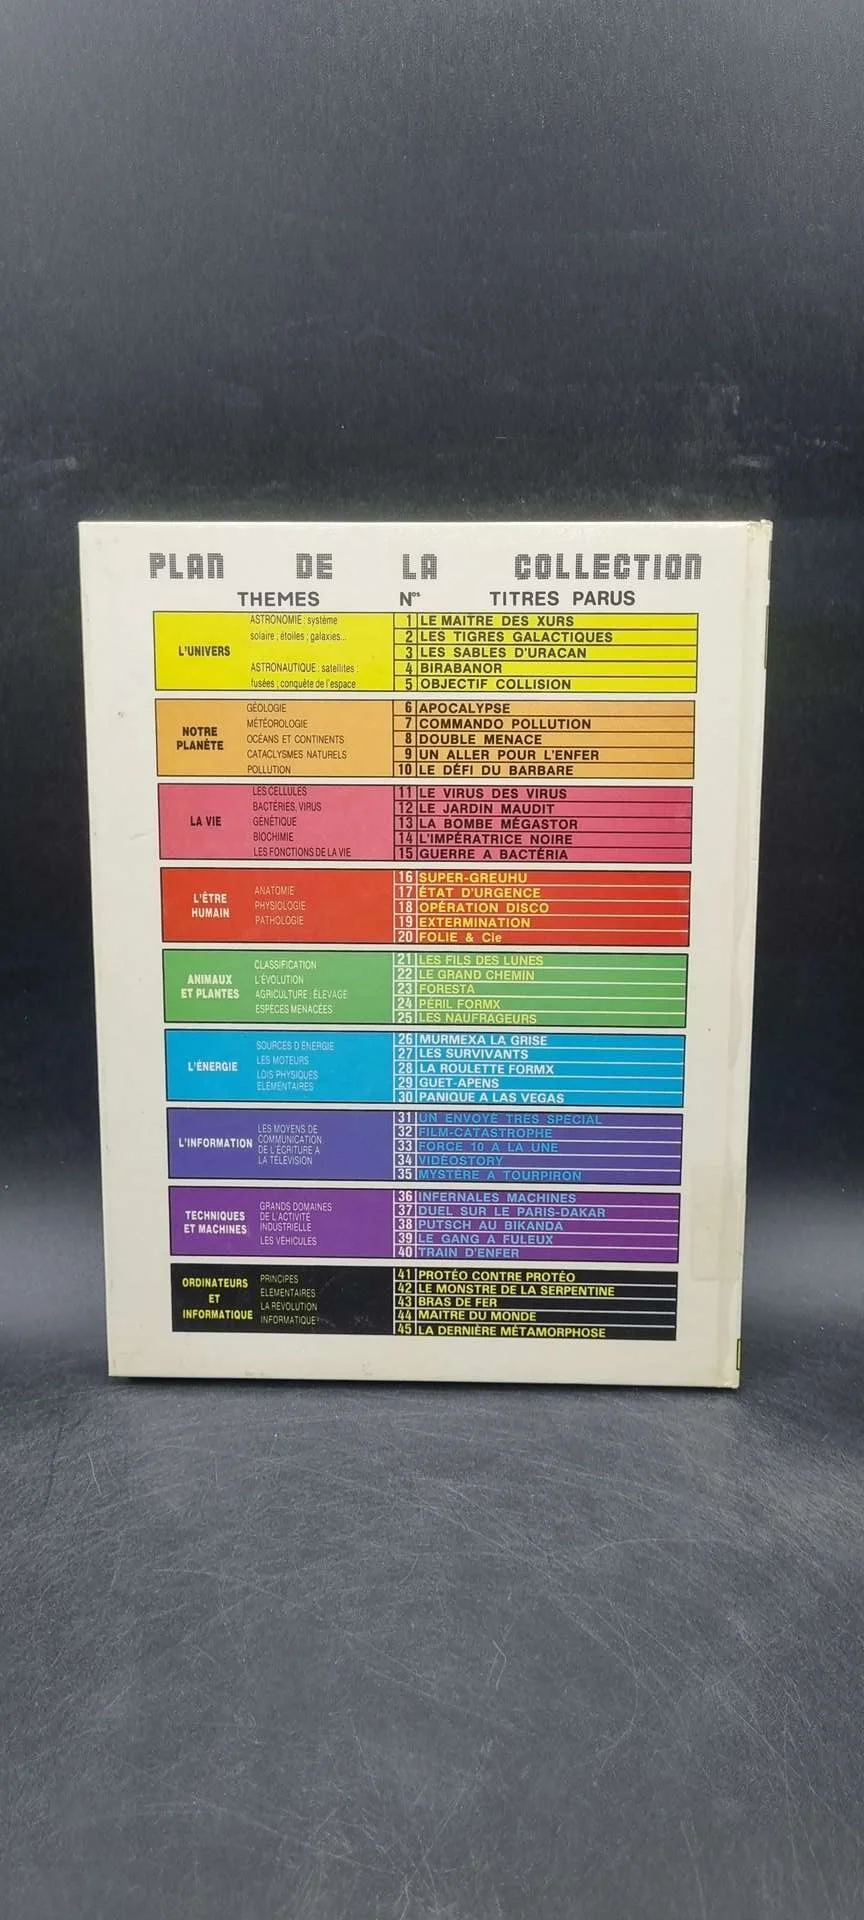 PLAN DE LA COLLECTION
THEMES Nos TITRES PARUS
L'UNIVERS
ASTRONOMIE : système
solaire ; étoiles ; galaxies...
ASTRONAUTIQUE : satellites ;
fusées ; conquête de l'espace
1 LE MAITRE DES XURS
2 LES TIGRES GALACTIQUES
3 LES SABLES D'URACAN
4 BIRABANOR
5 OBJECTIF COLLISION
NOTRE
PLANÈTE
GÉOLOGIE
MÉTÉOROLOGIE
OCÉANS ET CONTINENTS
CATACLYSMES NATURELS
POLLUTION
6 APOCALYPSE
7 COMMANDO POLLUTION
8 DOUBLE MENACE
9 UN ALLER POUR L'ENFER
10 LE DÉFI DU BARBARE
LA VIE
LES CELLULES
BACTÉRIES, VIRUS
GÉNÉTIQUE
BIOCHIMIE
LES FONCTIONS DE LA VIE
11 LE VIRUS DES VIRUS
12 LE JARDIN MAUDIT
13 LA BOMBE MÉGASTOR
14 L'IMPÉRATRICE NOIRE
15 GUERRE A BACTÉRIA
L'ÊTRE
HUMAIN
ANATOMIE
PHYSIOLOGIE
PATHOLOGIE
16 SUPER-GREUHU
17 ÉTAT D'URGENCE
18 OPÉRATION DISCO
19 EXTERMINATION
20 FOLIE & Cie
ANIMAUX
ET PLANTES
CLASSIFICATION
L'ÉVOLUTION
AGRICULTURE ; ÉLEVAGE
ESPÈCES MENACÉES
21 LES FILS DES LUNES
22 LE GRAND CHEMIN
23 FORESTA
24 PÉRIL FORMX
25 LES NAUFRAGEURS
L'ÉNERGIE
SOURCES D'ÉNERGIE
LES MOTEURS
LOIS PHYSIQUES
ÉLÉMENTAIRES
26 MURMEXA LA GRISE
27 LES SURVIVANTS
28 LA ROULETTE FORMX
29 GUET-APENS
30 PANIQUE A LAS VEGAS
L'INFORMATION
LES MOYENS DE
COMMUNICATION
DE L'ÉCRITURE A
LA TÉLÉVISION
31 UN ENVOYÉ TRES SPÉCIAL
32 FILM-CATASTROPHE
33 FORCE 10 A LA UNE
34 VIDÉOSTORY
35 MYSTÈRE A TOURPIRON
TECHNIQUES
ET MACHINES
GRANDS DOMAINES
DE L'ACTIVITÉ
INDUSTRIELLE
LES VÉHICULES
36 INFERNALES MACHINES
37 DUEL SUR LE PARIS-DAKAR
38 PUTSCH AU BIKANDA
39 LE GANG A FULEUX
40 TRAIN D'ENFER
ORDINATEURS
ET
INFORMATIQUE
PRINCIPES
ÉLÉMENTAIRES
LA RÉVOLUTION
INFORMATIQUE
41 PROTÉO CONTRE PROTÉO
42 LE MONSTRE DE LA SERPENTINE
43 BRAS DE FER
44 MAITRE DU MONDE
45 LA DERNIÈRE MÉTAMORPHOSE